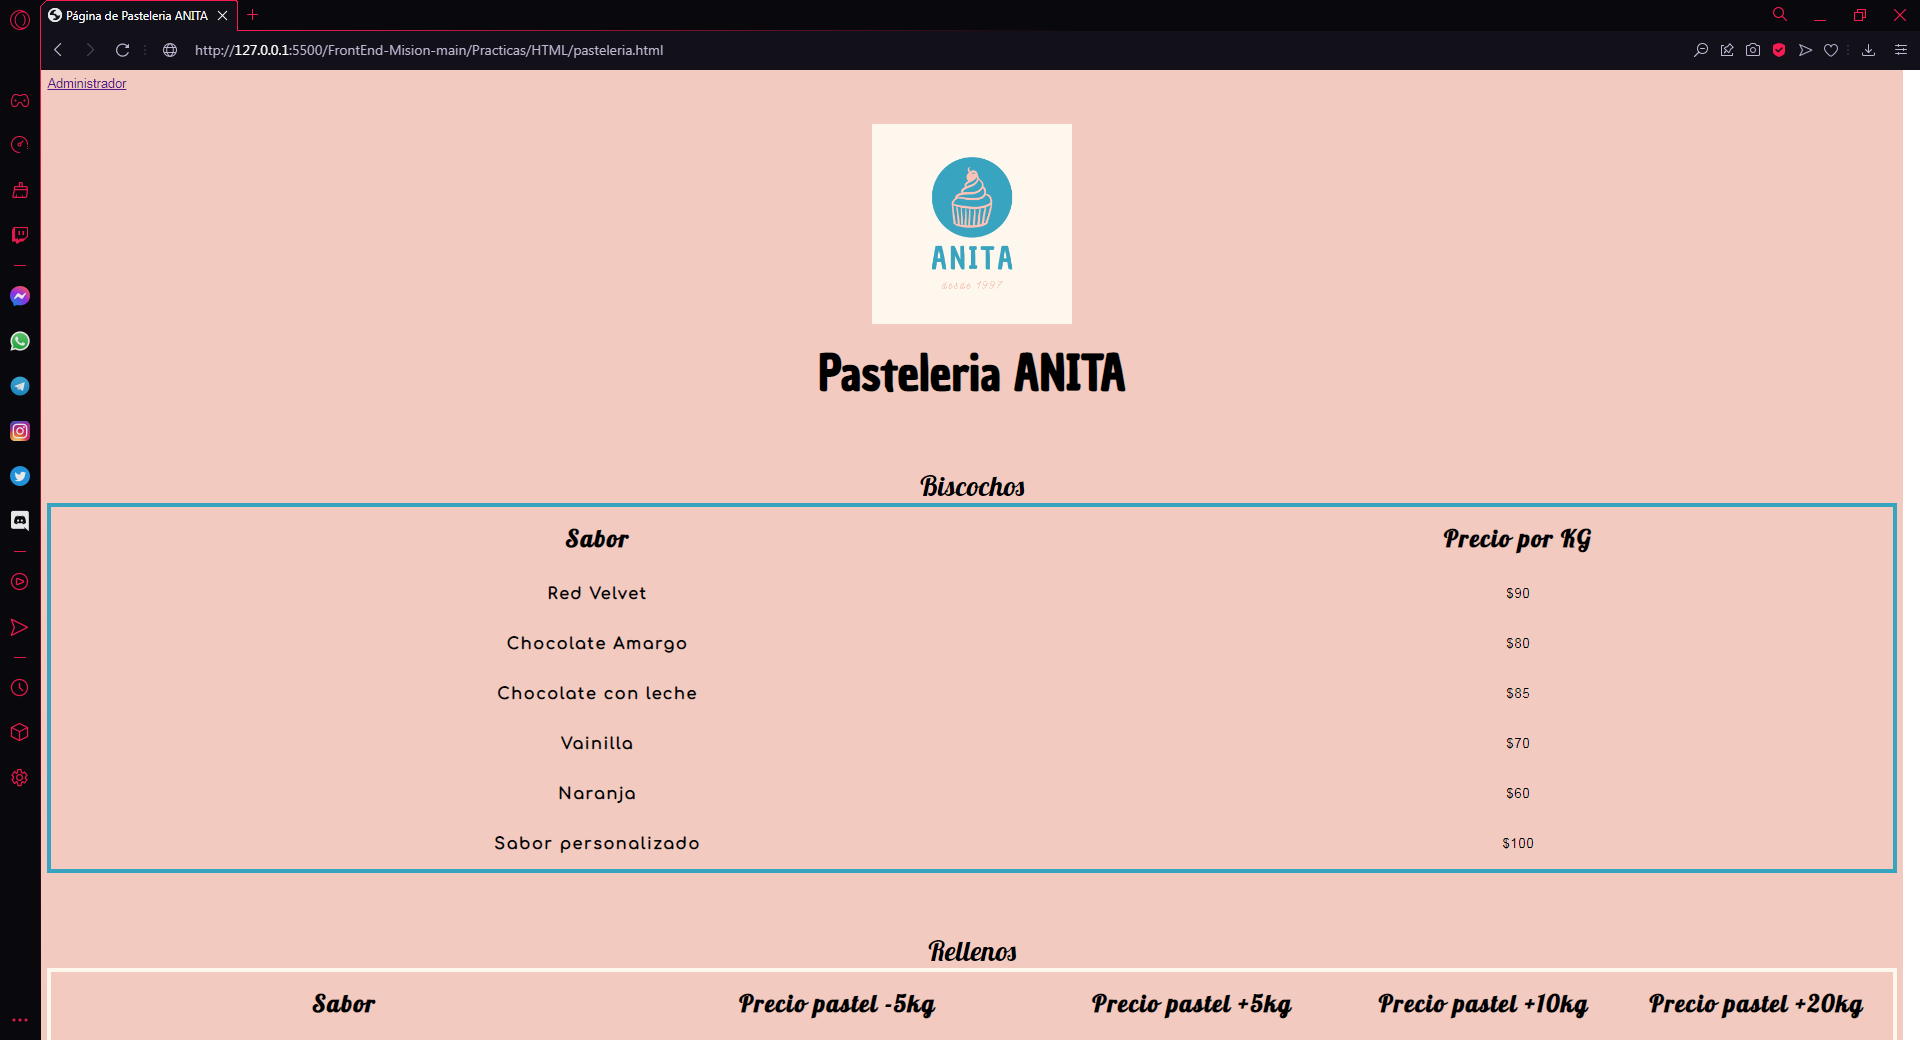 Página de Pasteleria ANITA
http://127.0.0.1:5500/FrontEnd-Mision-main/Practicas/HTML/pasteleria.html
Administrador
ANITA
desde 1997
Pasteleria ANITA
Biscochos
Sabor Precio por KG
Red Velvet $90
Chocolate Amargo $80
Chocolate con leche $85
Vainilla $70
Naranja $60
Sabor personalizado $100
Rellenos
Sabor Precio pastel -5kg Precio pastel +5kg Precio pastel +10kg Precio pastel +20kg